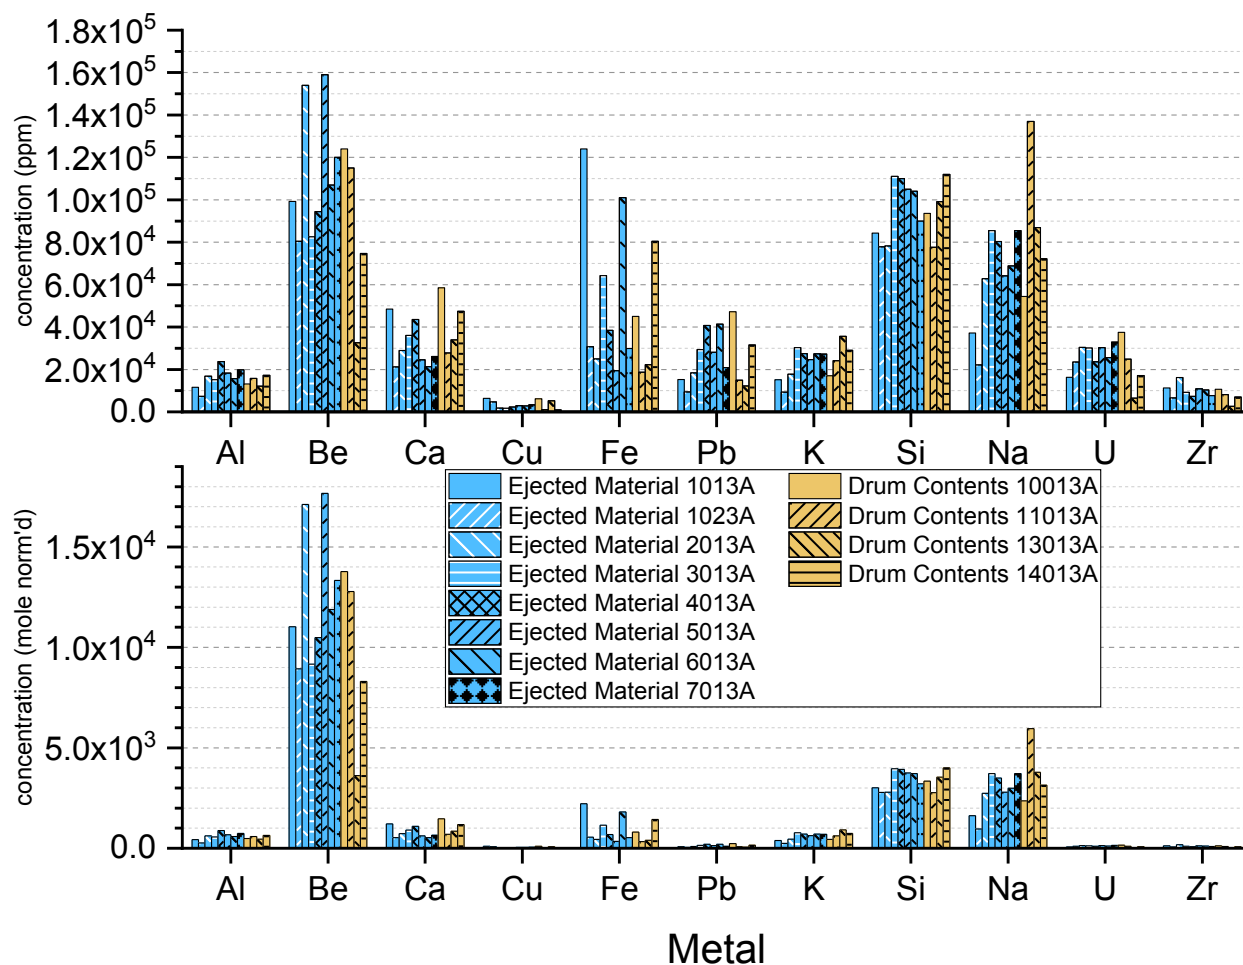 1.8x10^5
1.6x10^5
1.4x10^5
1.2x10^5
1.0x10^5
8.0x10^4
6.0x10^4
4.0x10^4
2.0x10^4
0.0
concentration (ppm)
Al Be Ca Cu Fe Pb K Si Na U Zr
1.5x10^4
1.0x10^4
5.0x10^3
0.0
concentration (mole norm'd)
Ejected Material 1013A
Ejected Material 1023A
Ejected Material 2013A
Ejected Material 3013A
Ejected Material 4013A
Ejected Material 5013A
Ejected Material 6013A
Ejected Material 7013A
Drum Contents 10013A
Drum Contents 11013A
Drum Contents 13013A
Drum Contents 14013A
Al Be Ca Cu Fe Pb K Si Na U Zr
Metal